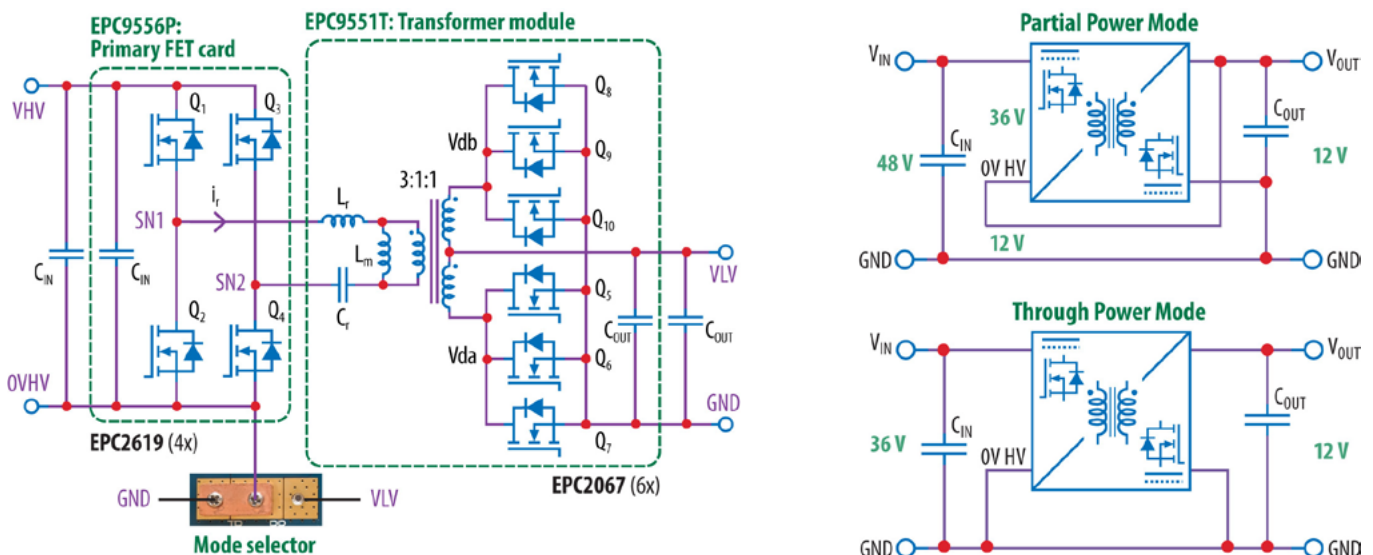 EPC9556P:
Primary FET card
EPC9551T: Transformer module
VHV
Q1
Q3
CIN
CIN
SN1
ir
SN2
Q2
Q4
0VHV
EPC2619 (4x)
Lr
Lm
Cr
3:1:1
Vdb
Vda
Q8
Q9
Q10
Q5
Q6
Q7
COUT
COUT
VLV
GND
EPC2067 (6x)
GND
VLV
Mode selector
Partial Power Mode
VIN
VOUT
36 V
CIN
48 V
0V HV
COUT
12 V
12 V
GND
GND
Through Power Mode
VIN
VOUT
CIN
36 V
0V HV
COUT
12 V
GND
GND